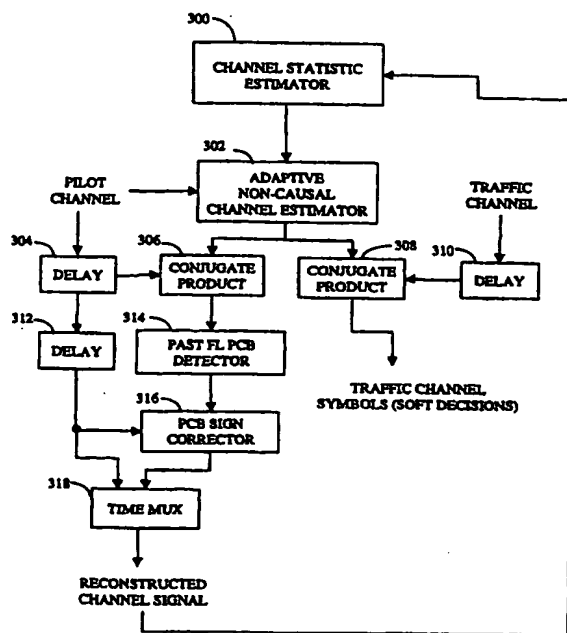 300
CHANNEL STATISTIC
ESTIMATOR
302
ADAPTIVE
NON-CAUSAL
CHANNEL ESTIMATOR
PILOT
CHANNEL
TRAFFIC
CHANNEL
304
DELAY
306
CONJUGATE
PRODUCT
308
CONJUGATE
PRODUCT
310
DELAY
312
DELAY
314
PAST FL PCB
DETECTOR
TRAFFIC CHANNEL
SYMBOLS (SOFT DECISIONS)
316
PCB SIGN
CORRECTOR
318
TIME MUX
RECONSTRUCTED
CHANNEL SIGNAL